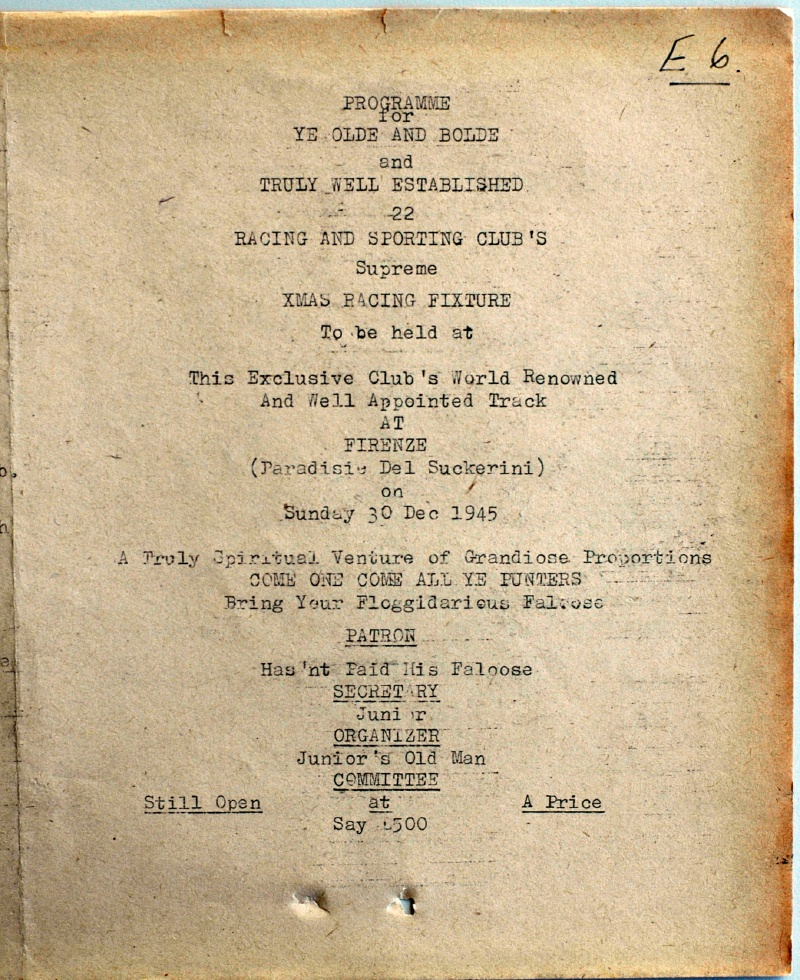 E 6.
PROGRAMME
for
YE OLDE AND BOLDE
and
TRULY WELL ESTABLISHED
22
RACING AND SPORTING CLUB'S
Supreme
XMAS RACING FIXTURE
To be held at
This Exclusive Club's World Renowned
And Well Appointed Track
AT
FIRENZE
(Paradisie Del Suckerini)
on
Sunday 30 Dec 1945
A Truly Spiritual Venture of Grandiose Proportions
COME ONE COME ALL YE PUNTERS
Bring Your Floggidarious Faloose
PATRON
Has'nt Paid His Faloose
SECRETARY
Junior
ORGANIZER
Junior's Old Man
COMMITTEE
Still Open at A Price
Say £500